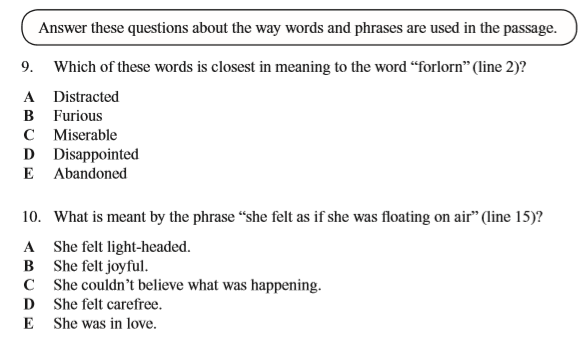 Answer these questions about the way words and phrases are used in the passage.
9. Which of these words is closest in meaning to the word “forlorn” (line 2)?
A Distracted
B Furious
C Miserable
D Disappointed
E Abandoned
10. What is meant by the phrase “she felt as if she was floating on air” (line 15)?
A She felt light-headed.
B She felt joyful.
C She couldn’t believe what was happening.
D She felt carefree.
E She was in love.